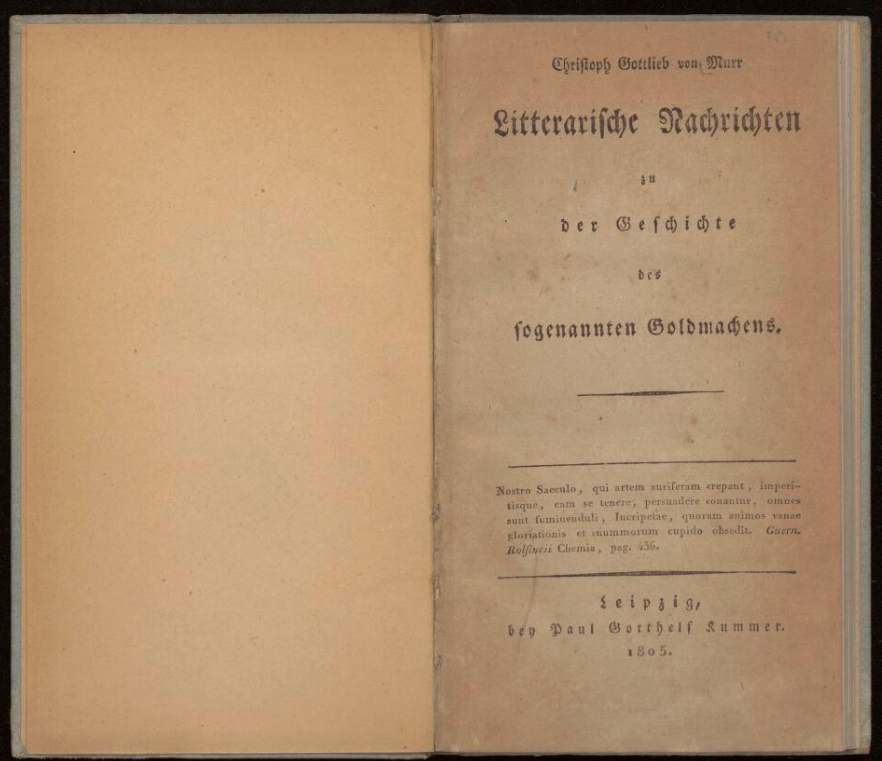 Christoph Gottlieb von Murr
Litterarische Nachrichten
zu
der Geschichte
des
sogenannten Goldmachens.
Nostro Saeculo, qui artem auriferam crepant, imperi-
tisque, eam se tenere, persuadere conantur, omnes
sunt fumivenduli, lucripetae, quorum animos vanae
gloriationis et nummorum cupido obsedit. Guern.
Rolfincii Chemia, pag. 436.
Leipzig,
bey Paul Gotthelf Kummer.
1805.